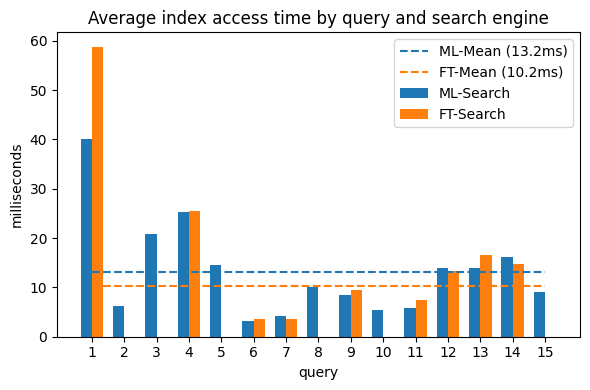 Average index access time by query and search engine
60
50
40
30
20
10
0
milliseconds
ML-Mean (13.2ms)
FT-Mean (10.2ms)
ML-Search
FT-Search
1 2 3 4 5 6 7 8 9 10 11 12 13 14 15
query